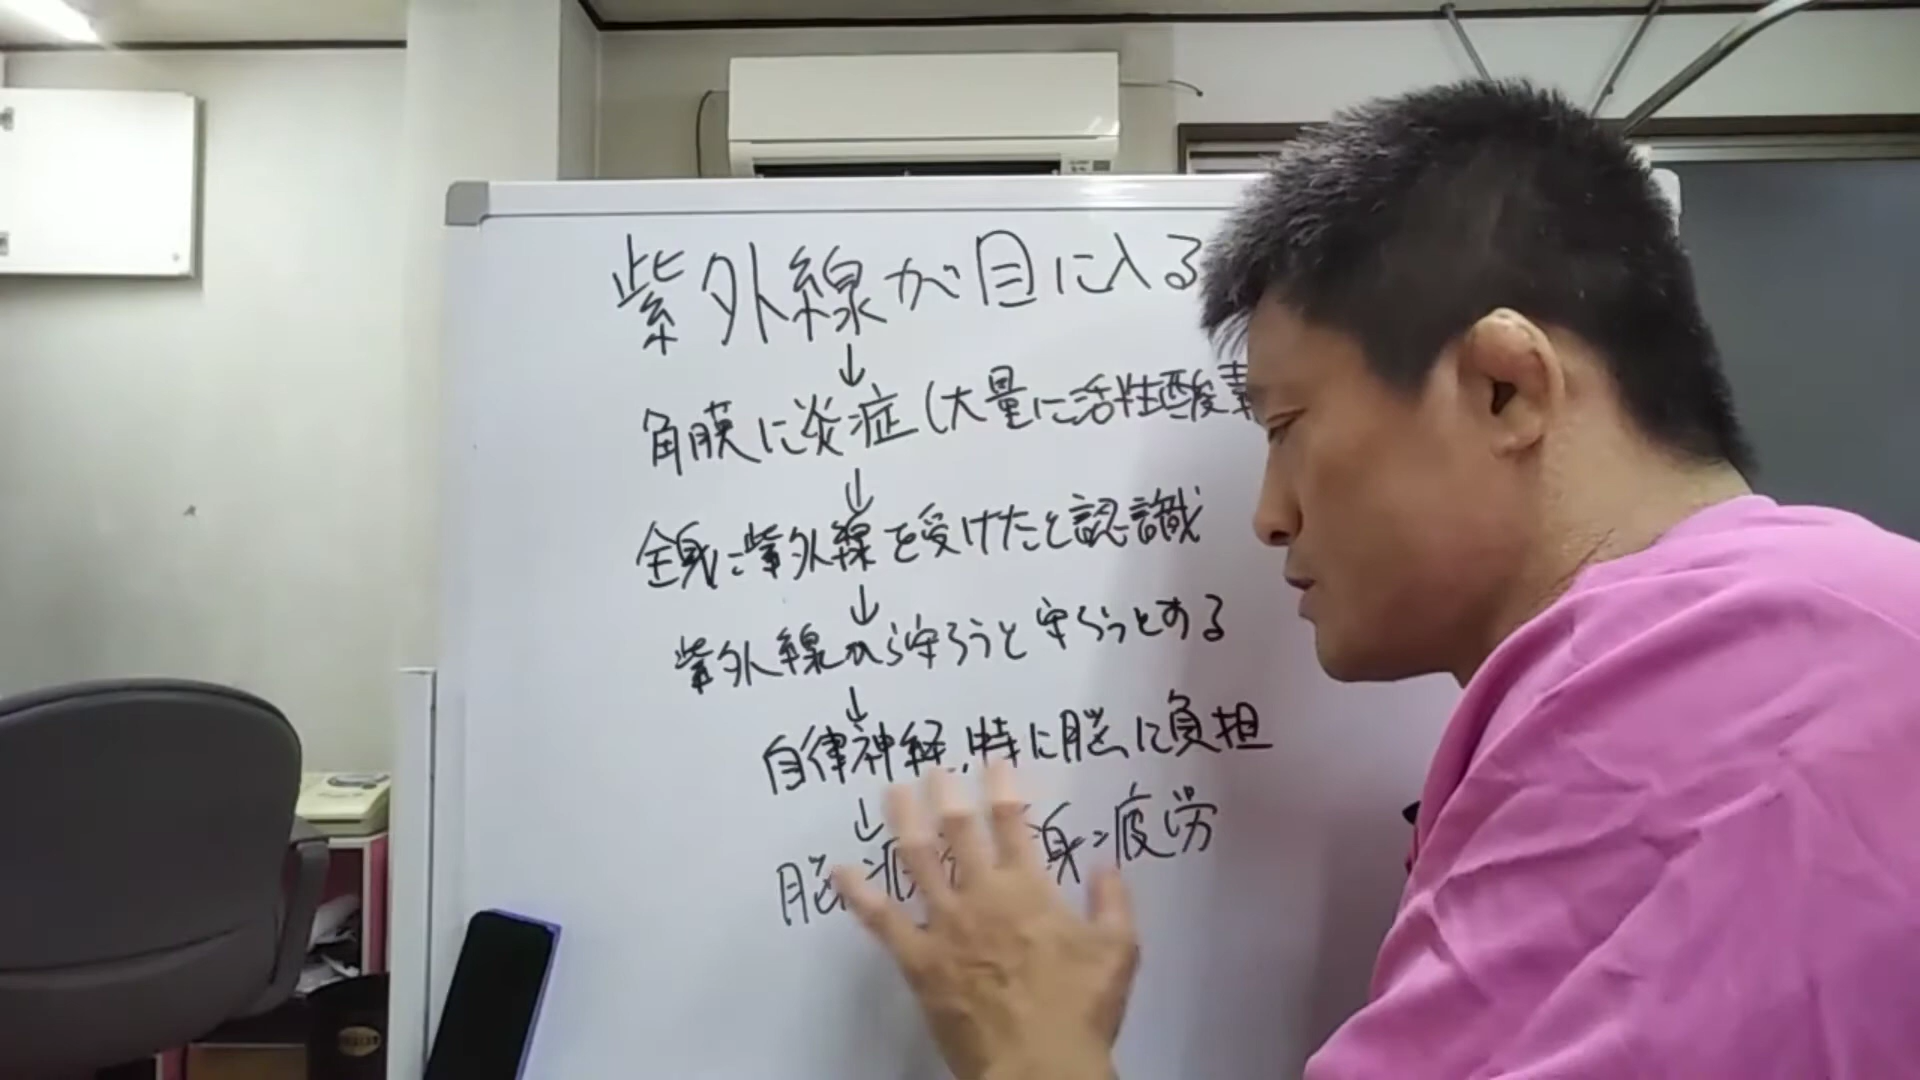 紫外線が目に入る
↓
角膜に炎症(大量に活性酸素
↓
全身に紫外線を受けたと認識
↓
紫外線から守ろうと守ろうとする
↓
自律神経、特に脳に負担
↓
脳 身に疲労